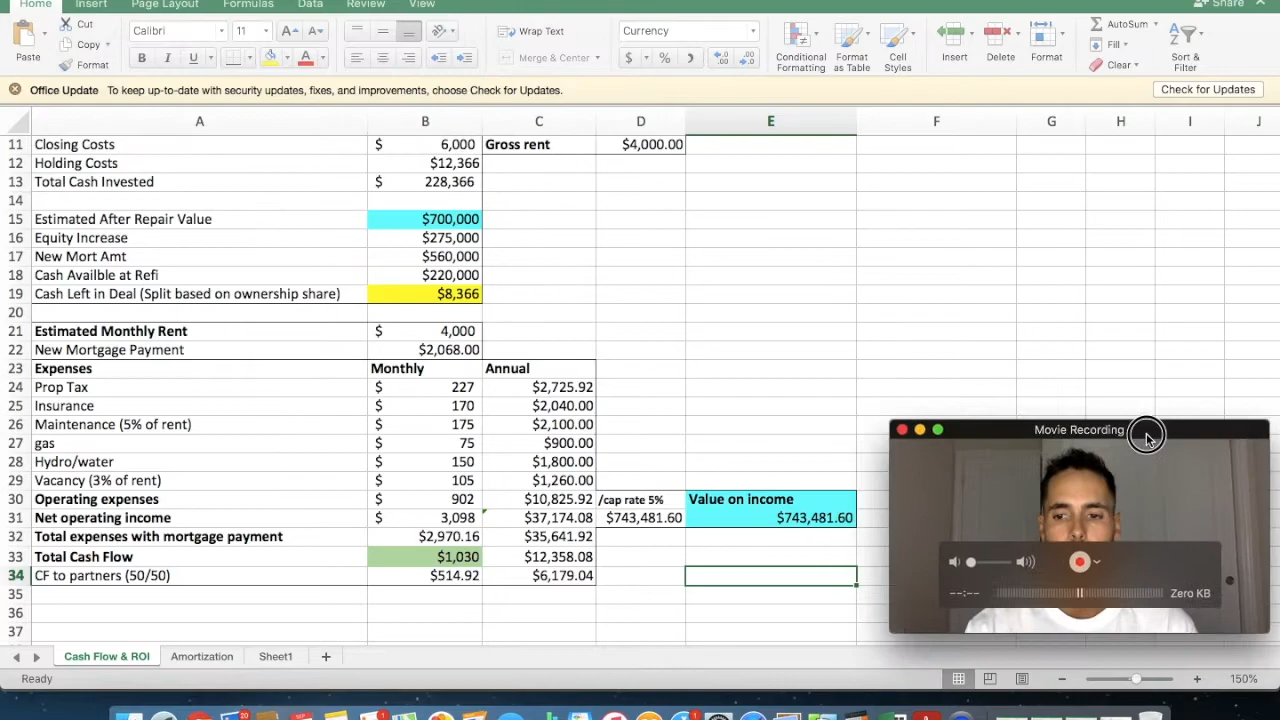 Home Insert Page Layout Formulas Data Review View Share
Cut Calibri 11 Wrap Text Currency AutoSum
Copy Fill
Paste Format B I U Merge & Center $ % Conditional Formatting Format as Table Cell Styles Insert Delete Format Clear Sort & Filter
Office Update To keep up-to-date with security updates, fixes, and improvements, choose Check for Updates. Check for Updates
A B C D E F G H I J
11 Closing Costs $ 6,000 Gross rent $4,000.00
12 Holding Costs $12,366
13 Total Cash Invested $ 228,366
14
15 Estimated After Repair Value $700,000
16 Equity Increase $275,000
17 New Mort Amt $560,000
18 Cash Availble at Refi $220,000
19 Cash Left in Deal (Split based on ownership share) $8,366
20
21 Estimated Monthly Rent $ 4,000
22 New Mortgage Payment $2,068.00
23 Expenses Monthly Annual
24 Prop Tax $ 227 $2,725.92
25 Insurance $ 170 $2,040.00
26 Maintenance (5% of rent) $ 175 $2,100.00
27 gas $ 75 $900.00
28 Hydro/water $ 150 $1,800.00
29 Vacancy (3% of rent) $ 105 $1,260.00
30 Operating expenses $ 902 $10,825.92 /cap rate 5% Value on income
31 Net operating income $ 3,098 $37,174.08 $743,481.60 $743,481.60
32 Total expenses with mortgage payment $2,970.16 $35,641.92
33 Total Cash Flow $1,030 $12,358.08
34 CF to partners (50/50) $514.92 $6,179.04
35
36
37
Movie Recording
--:-- Zero KB
Cash Flow & ROI Amortization Sheet1 +
Ready 150%